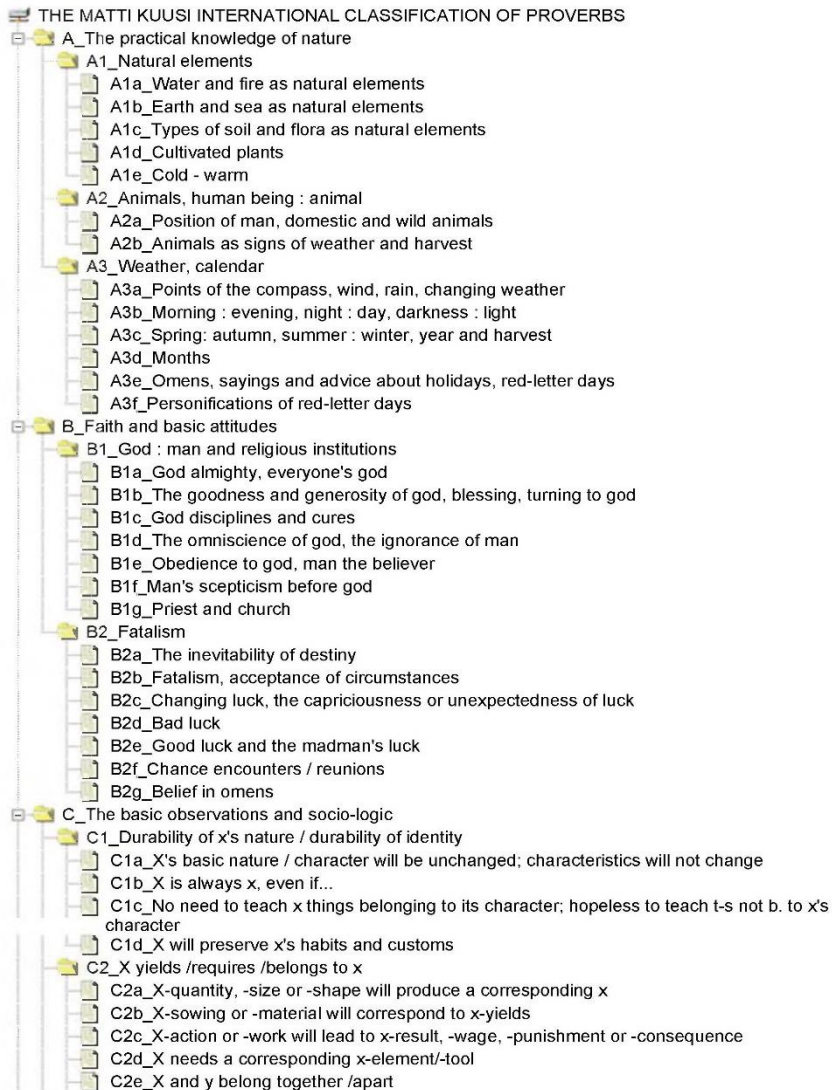 THE MATTI KUUSI INTERNATIONAL CLASSIFICATION OF PROVERBS
A_The practical knowledge of nature
A1_Natural elements
A1a_Water and fire as natural elements
A1b_Earth and sea as natural elements
A1c_Types of soil and flora as natural elements
A1d_Cultivated plants
A1e_Cold - warm
A2_Animals, human being : animal
A2a_Position of man, domestic and wild animals
A2b_Animals as signs of weather and harvest
A3_Weather, calendar
A3a_Points of the compass, wind, rain, changing weather
A3b_Morning : evening, night : day, darkness : light
A3c_Spring: autumn, summer : winter, year and harvest
A3d_Months
A3e_Omens, sayings and advice about holidays, red-letter days
A3f_Personifications of red-letter days
B_Faith and basic attitudes
B1_God : man and religious institutions
B1a_God almighty, everyone's god
B1b_The goodness and generosity of god, blessing, turning to god
B1c_God disciplines and cures
B1d_The omniscience of god, the ignorance of man
B1e_Obedience to god, man the believer
B1f_Man's scepticism before god
B1g_Priest and church
B2_Fatalism
B2a_The inevitability of destiny
B2b_Fatalism, acceptance of circumstances
B2c_Changing luck, the capriciousness or unexpectedness of luck
B2d_Bad luck
B2e_Good luck and the madman's luck
B2f_Chance encounters / reunions
B2g_Belief in omens
C_The basic observations and socio-logic
C1_Durability of x's nature / durability of identity
C1a_X's basic nature / character will be unchanged; characteristics will not change
C1b_X is always x, even if...
C1c_No need to teach x things belonging to its character; hopeless to teach t-s not b. to x's
character
C1d_X will preserve x's habits and customs
C2_X yields /requires /belongs to x
C2a_X-quantity, -size or -shape will produce a corresponding x
C2b_X-sowing or -material will correspond to x-yields
C2c_X-action or -work will lead to x-result, -wage, -punishment or -consequence
C2d_X needs a corresponding x-element/-tool
C2e_X and y belong together /apart